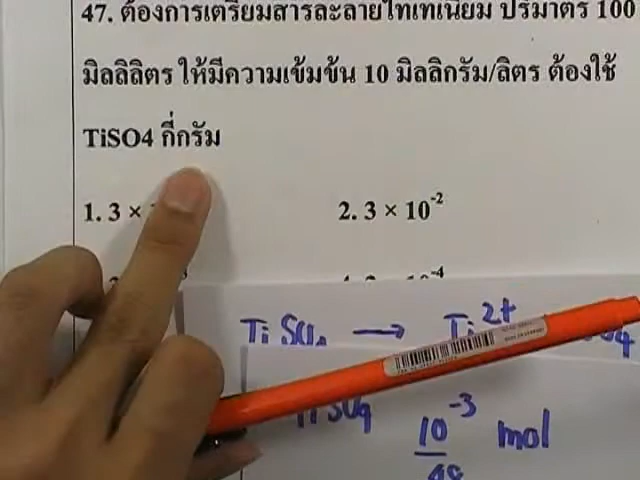 47. ต้องการเตรียมสารละลายไทเทเนียม ปริมาตร 100
มิลลิลิตร ให้มีความเข้มข้น 10 มิลลิกรัม/ลิตร ต้องใช้
TiSO4 กี่กรัม
1. 3 ×
2. 3 × 10-2
Ti SO4 → Ti2+
TiSO4
10-3 mol
48